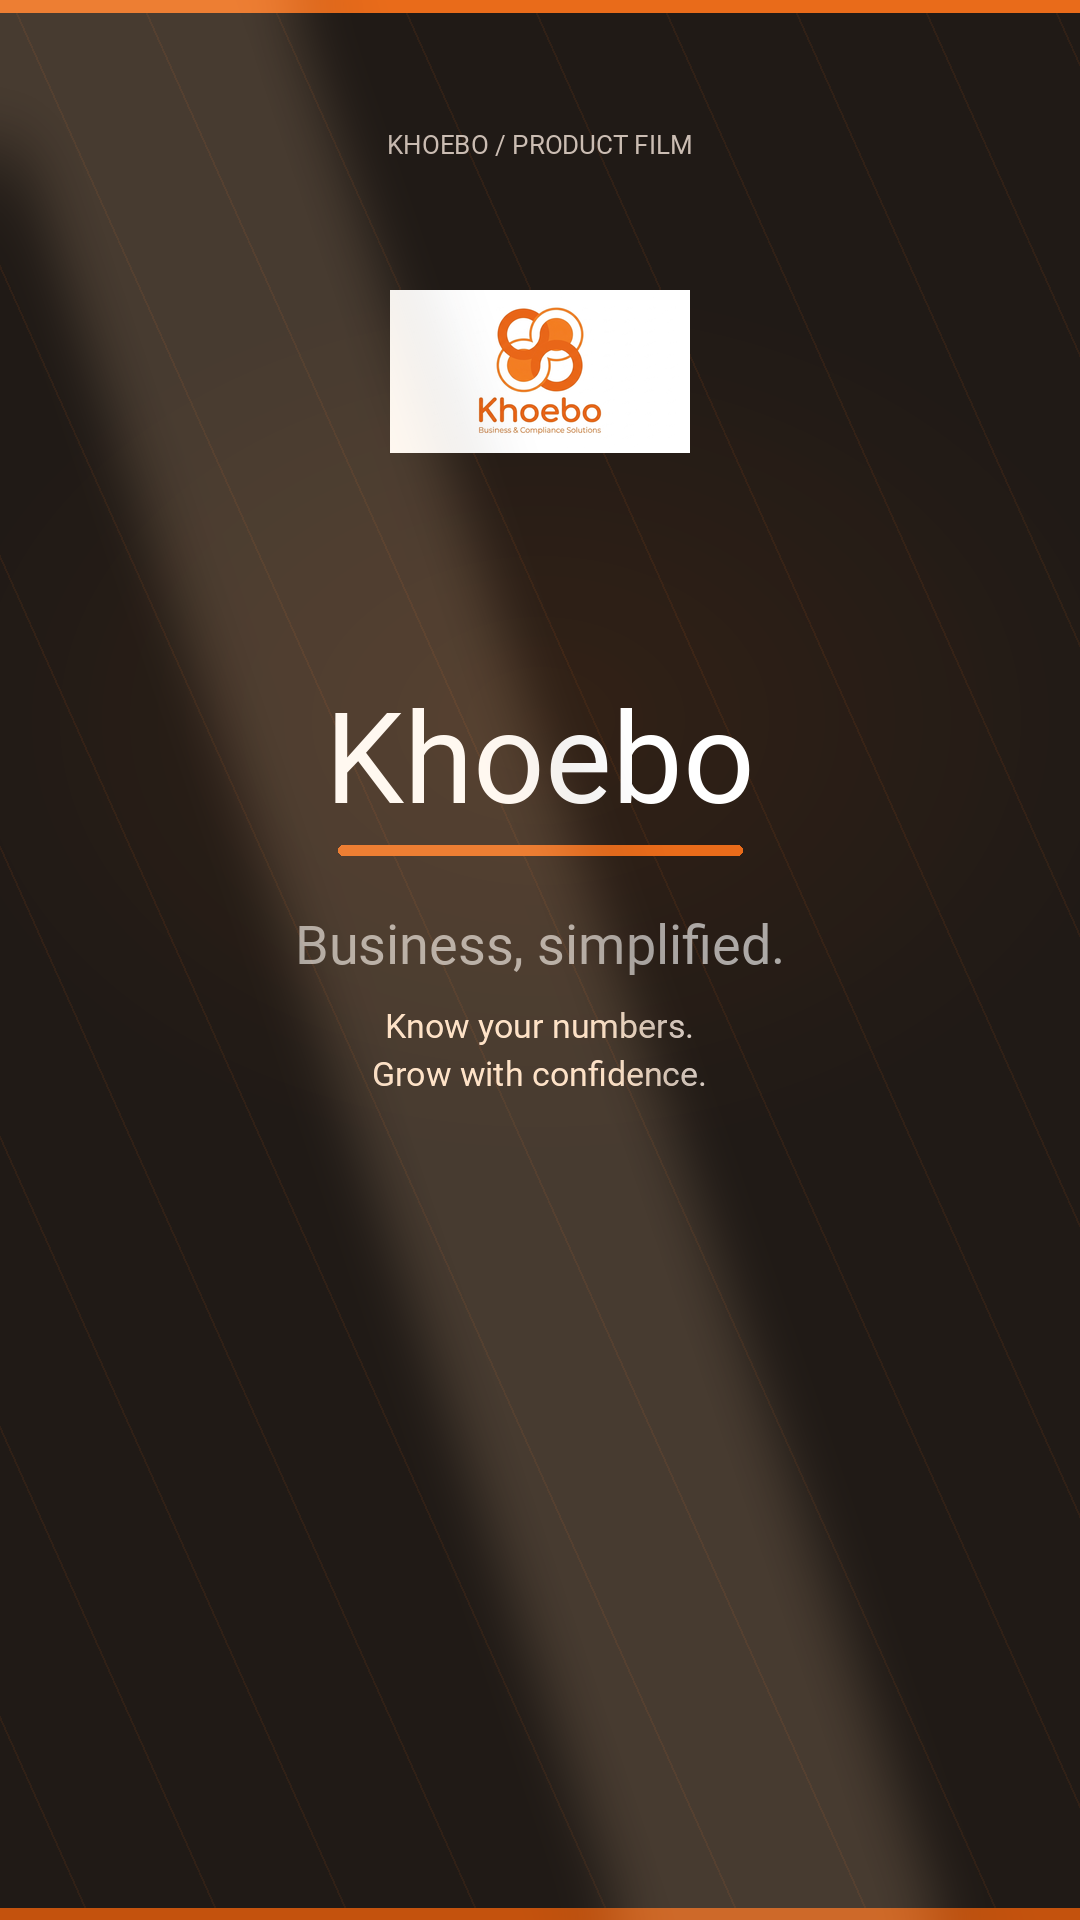 KHOEBO / PRODUCT FILM
Khoebo
Business & Compliance Solutions
Khoebo
Business, simplified.
Know your numbers.
Grow with confidence.